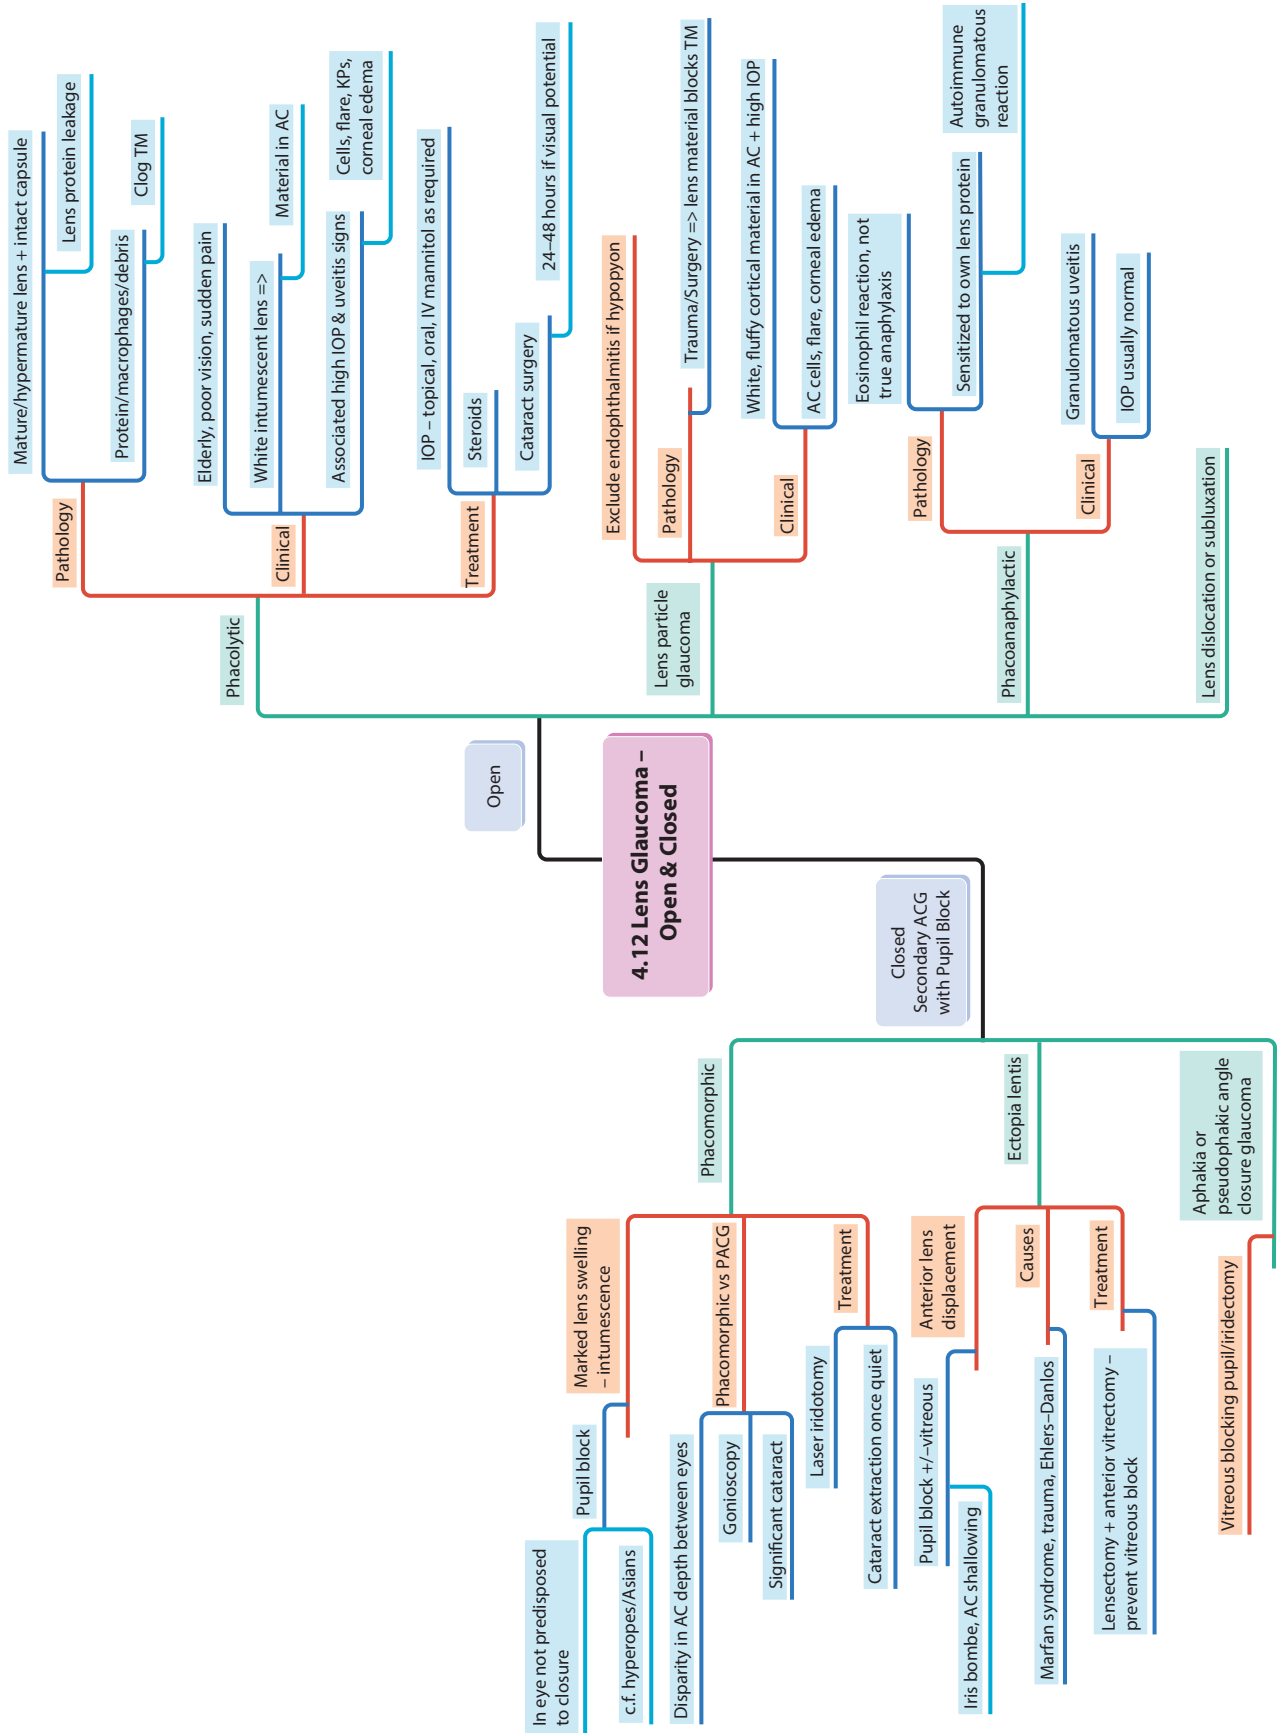 4.12 Lens Glaucoma –
Open & Closed
Open
Phacolytic
Pathology
Mature/hypermature lens + intact capsule
Lens protein leakage
Protein/macrophages/debris
Clog TM
Clinical
Elderly, poor vision, sudden pain
White intumescent lens =>
Material in AC
Associated high IOP & uveitis signs
Cells, flare, KPs,
corneal edema
Treatment
IOP – topical, oral, IV mannitol as required
Steroids
Cataract surgery
24–48 hours if visual potential
Lens particle
glaucoma
Exclude endophthalmitis if hypopyon
Pathology
Trauma/Surgery => lens material blocks TM
Clinical
White, fluffy cortical material in AC + high IOP
AC cells, flare, corneal edema
Phacoanaphylactic
Pathology
Eosinophil reaction, not
true anaphylaxis
Sensitized to own lens protein
Autoimmune
granulomatous
reaction
Clinical
Granulomatous uveitis
IOP usually normal
Lens dislocation or subluxation
Closed
Secondary ACG
with Pupil Block
Phacomorphic
Marked lens swelling
– intumescence
Pupil block
In eye not predisposed
to closure
c.f. hyperopes/Asians
Phacomorphic vs PACG
Disparity in AC depth between eyes
Gonioscopy
Significant cataract
Treatment
Laser iridotomy
Cataract extraction once quiet
Ectopia lentis
Anterior lens
displacement
Pupil block +/–vitreous
Iris bombe, AC shallowing
Causes
Marfan syndrome, trauma, Ehlers–Danlos
Treatment
Lensectomy + anterior vitrectomy –
prevent vitreous block
Aphakia or
pseudophakic angle
closure glaucoma
Vitreous blocking pupil/iridectomy